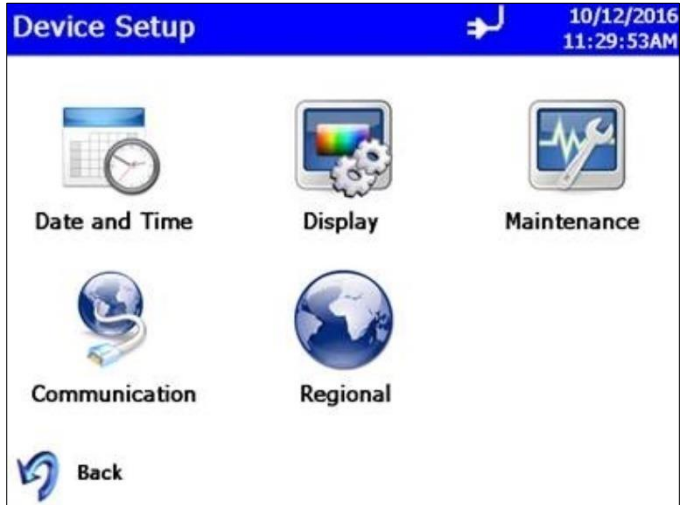 Device Setup
10/12/2016
11:29:53AM
Date and Time
Display
Maintenance
Communication
Regional
Back